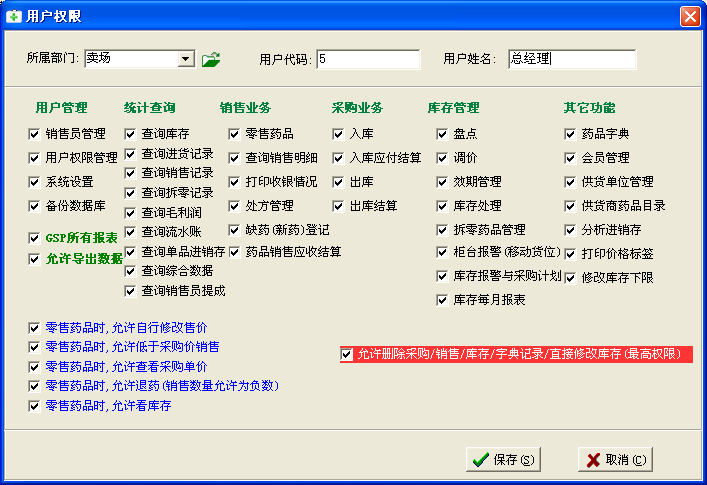 用户权限
所属部门: 卖场 用户代码: 5 用户姓名: 总经理
用户管理 统计查询 销售业务 采购业务 库存管理 其它功能
销售员管理 查询库存 零售药品 入库 盘点 药品字典
用户权限管理 查询进货记录 查询销售明细 入库应付结算 调价 会员管理
系统设置 查询销售记录 打印收银情况 出库 效期管理 供货单位管理
备份数据库 查询拆零记录 处方管理 出库结算 库存处理 供货商药品目录
查询毛利润
GSP所有报表 查询流水账 缺药(新药)登记 拆零药品管理 分析进销存
允许导出数据 查询单品进销存 药品销售应收结算 柜台报警(移动货位) 打印价格标签
查询综合数据 库存报警与采购计划 修改库存下限
查询销售员提成 库存每月报表
零售药品时,允许自行修改售价
零售药品时,允许低于采购价销售
允许删除采购/销售/库存/字典记录/直接修改库存(最高权限)
零售药品时,允许查看采购单价
零售药品时,允许退药(销售数量允许为负数)
零售药品时,允许看库存
保存(S) 取消(C)